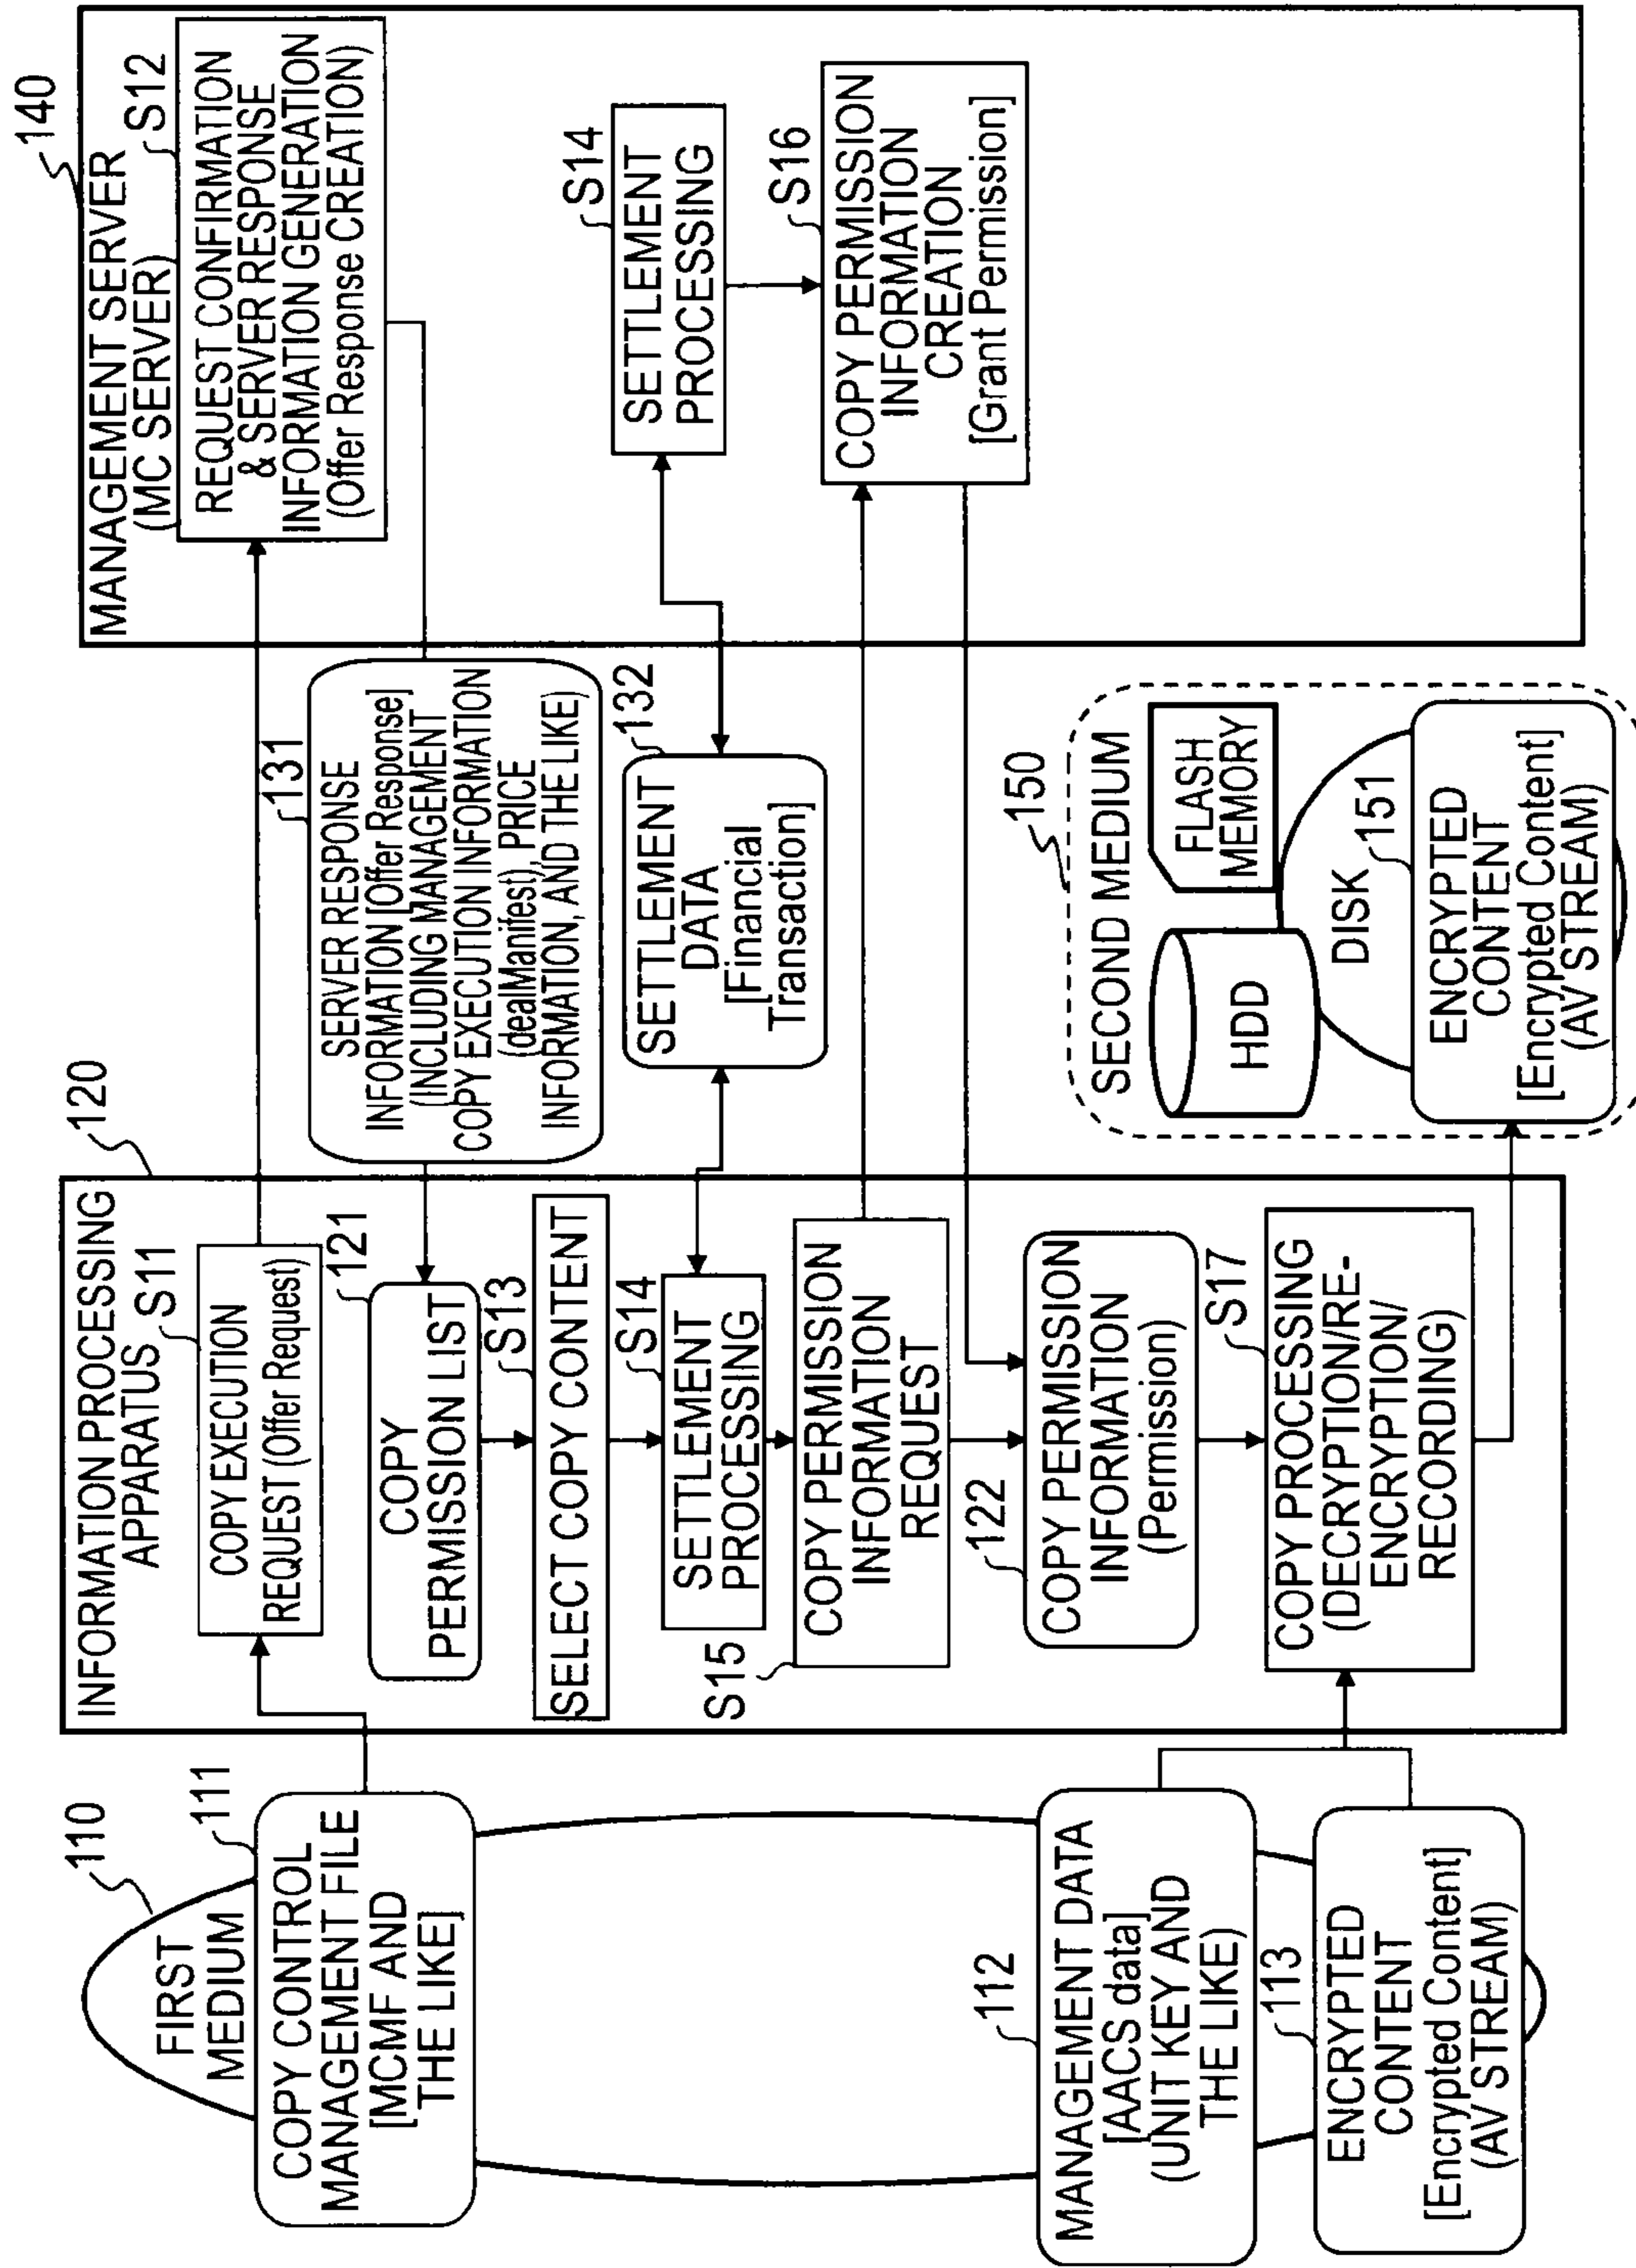 110
FIRST
MEDIUM
111
COPY CONTROL
MANAGEMENT FILE
[MCMF AND
THE LIKE]
112
MANAGEMENT DATA
[AACS data]
(UNIT KEY AND
THE LIKE)
113
ENCRYPTED
CONTENT
[Encrypted Content]
(AV STREAM)
120
INFORMATION PROCESSING
APPARATUS
S11
COPY EXECUTION
REQUEST (Offer Request)
121
COPY
PERMISSION LIST
S13
SELECT COPY CONTENT
S14
SETTLEMENT
PROCESSING
S15
COPY PERMISSION
INFORMATION
REQUEST
122
COPY PERMISSION
INFORMATION
(Permission)
S17
COPY PROCESSING
(DECRYPTION/RE-
ENCRYPTION/
RECORDING)
131
SERVER RESPONSE
INFORMATION [Offer Response]
(INCLUDING MANAGEMENT
COPY EXECUTION INFORMATION
(dealManifest), PRICE
INFORMATION, AND THE LIKE)
132
SETTLEMENT
DATA
[Financial
Transaction]
150
SECOND MEDIUM
HDD
FLASH
MEMORY
DISK
151
ENCRYPTED
CONTENT
[Encrypted Content]
(AV STREAM)
140
MANAGEMENT SERVER
(MC SERVER)
S12
REQUEST CONFIRMATION
& SERVER RESPONSE
INFORMATION GENERATION
(Offer Response CREATION)
S14
SETTLEMENT
PROCESSING
S16
COPY PERMISSION
INFORMATION
CREATION
[Grant Permission]